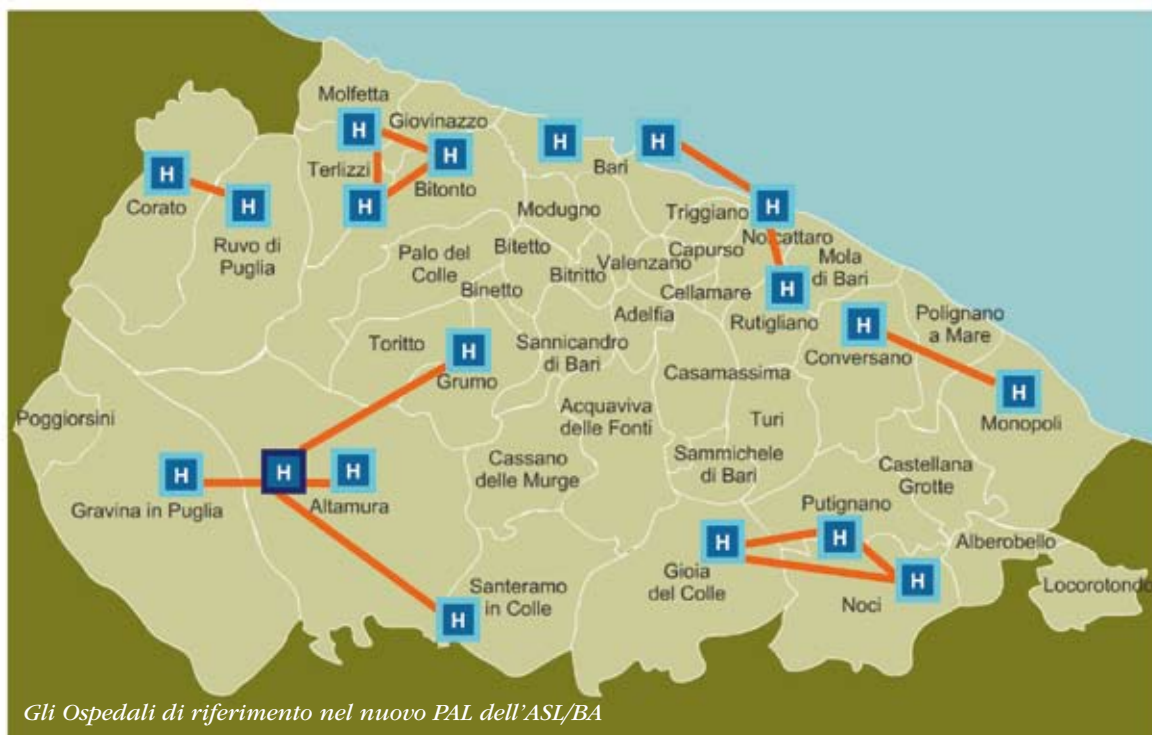 Molfetta
H
Giovinazzo
H
H
H
Bari
H
Terlizzi
Bitonto
Corato
H
H
Modugno
Triggiano
H
Ruvo di
Puglia
Palo del
Colle
Bitetto
Bitritto
Valenzano
Capurso
Noicattaro
Mola
di Bari
Binetto
Cellamare
H
Rutigliano
Adelfia
Polignano
a Mare
H
Conversano
Toritto
H
Grumo
Sannicandro
di Bari
Casamassima
H
Monopoli
Poggiorsini
Acquaviva
delle Fonti
Turi
H
Gravina in Puglia
H
H
Altamura
Cassano
delle Murge
Sammichele
di Bari
Castellana
Grotte
Putignano
H
H
Gioia
del Colle
Alberobello
H
Noci
Locorotondo
Santeramo
in Colle
H
Gli Ospedali di riferimento nel nuovo PAL dell'ASL/BA